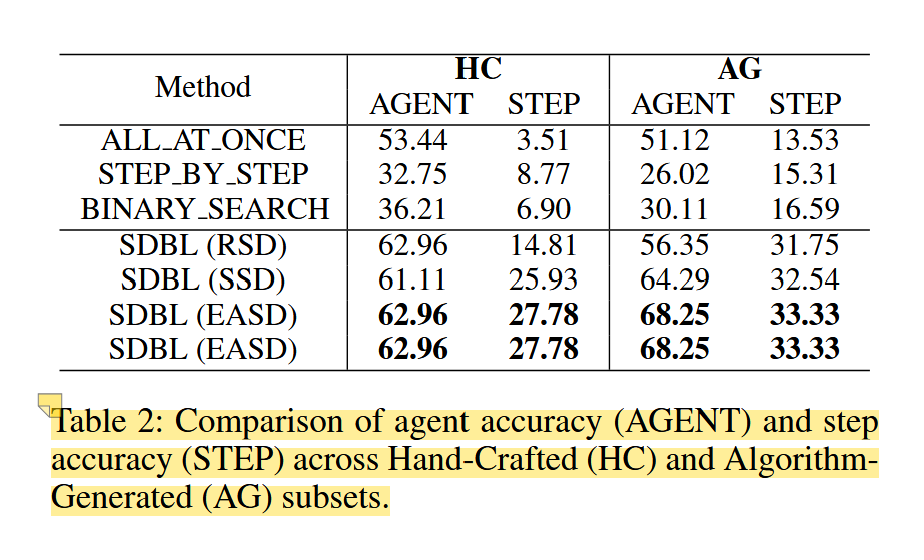 Method HC AG
AGENT STEP AGENT STEP
ALL_AT_ONCE 53.44 3.51 51.12 13.53
STEP_BY_STEP 32.75 8.77 26.02 15.31
BINARY_SEARCH 36.21 6.90 30.11 16.59
SDBL (RSD) 62.96 14.81 56.35 31.75
SDBL (SSD) 61.11 25.93 64.29 32.54
SDBL (EASD) 62.96 27.78 68.25 33.33
SDBL (EASD) 62.96 27.78 68.25 33.33
Table 2: Comparison of agent accuracy (AGENT) and step
accuracy (STEP) across Hand-Crafted (HC) and Algorithm-
Generated (AG) subsets.